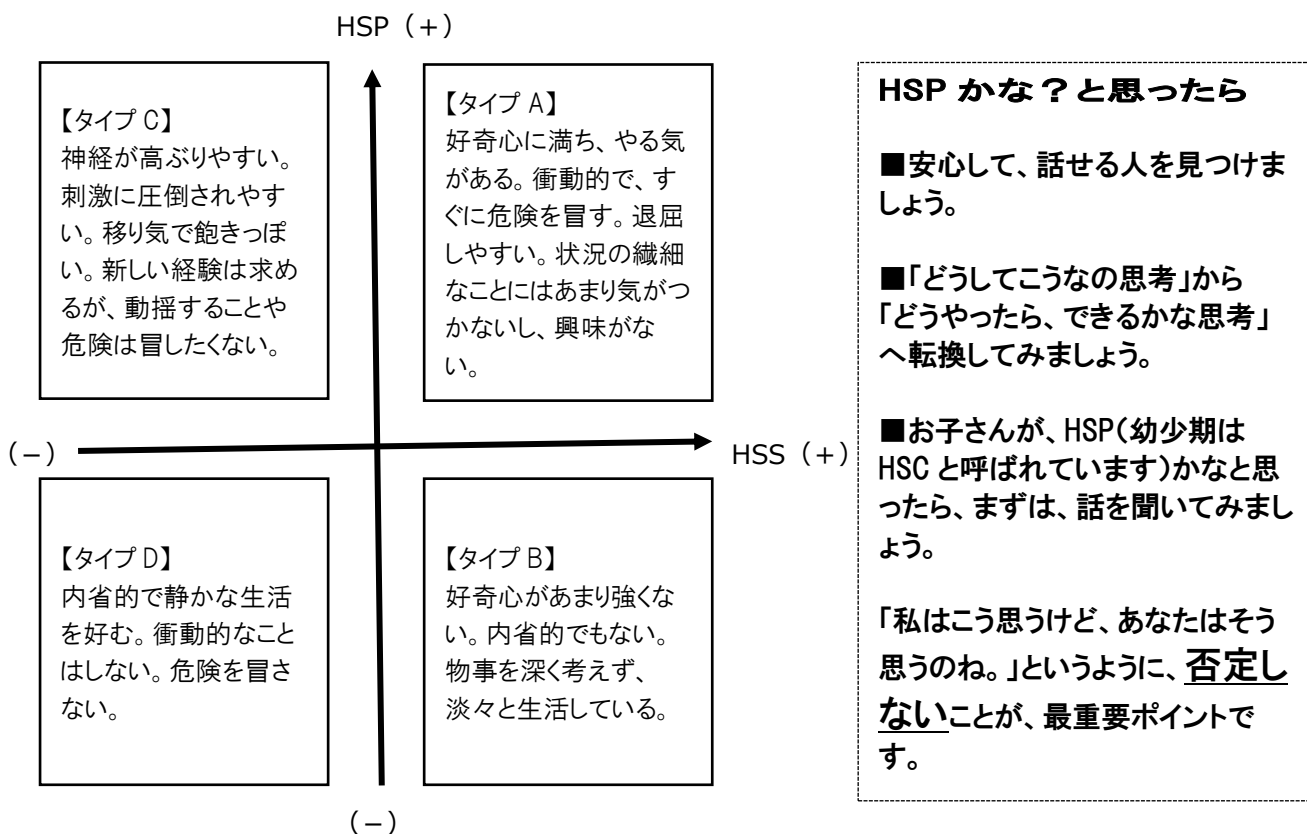 HSP（＋）
【タイプ C】
神経が高ぶりやすい。
刺激に圧倒されやす
い。移り気で飽きっぽ
い。新しい経験は求め
るが、動揺することや
危険は冒したくない。
【タイプ A】
好奇心に満ち、やる気
がある。衝動的で、す
ぐに危険を冒す。退屈
しやすい。状況の繊細
なことにはあまり気がつ
かないし、興味がな
い。
（－）
HSS（＋）
【タイプ D】
内省的で静かな生活
を好む。衝動的なこと
はしない。危険を冒さ
ない。
【タイプ B】
好奇心があまり強くな
い。内省的でもない。
物事を深く考えず、
淡々と生活している。
（－）
HSP かな？と思ったら
■安心して、話せる人を見つけま
しょう。
■「どうしてこうなの思考」から
「どうやったら、できるかな思考」
へ転換してみましょう。
■お子さんが、HSP（幼少期は
HSC と呼ばれています）かなと思
ったら、まずは、話を聞いてみまし
ょう。
「私はこう思うけど、あなたはそう
思うのね。」というように、否定し
ないことが、最重要ポイントで
す。